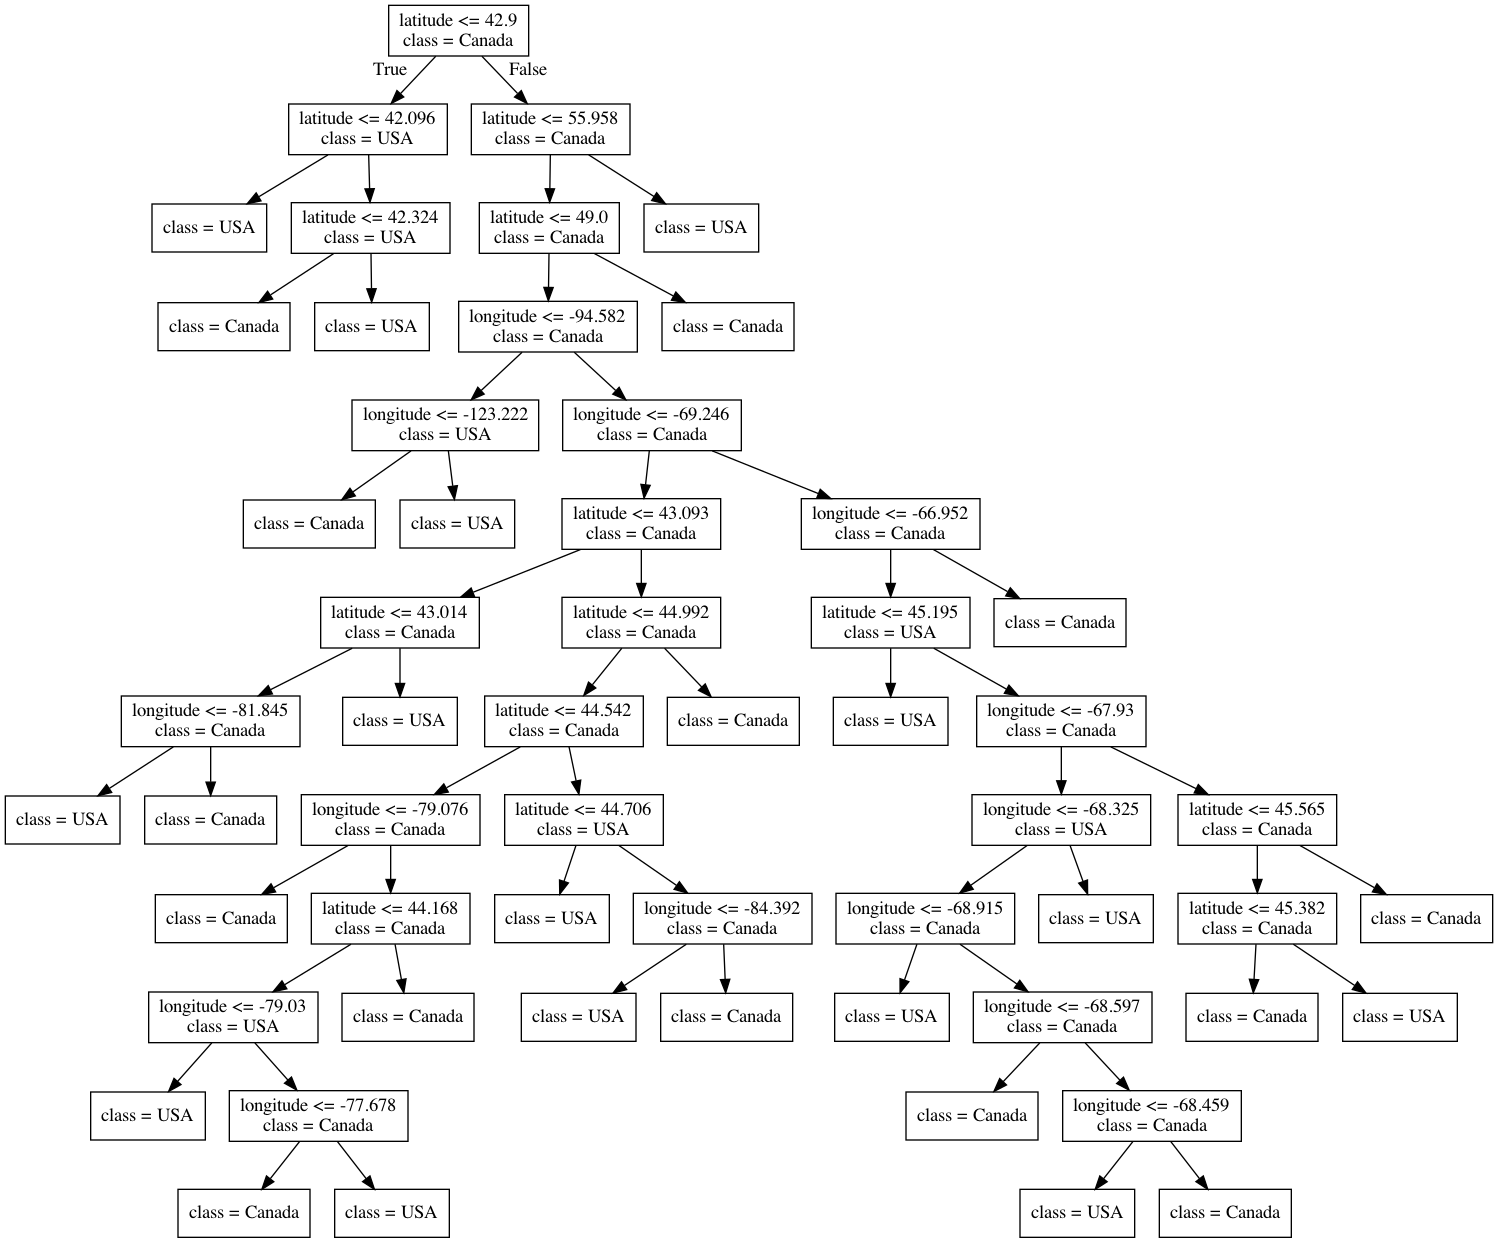 latitude <= 42.9
class = Canada
True
False
latitude <= 42.096
class = USA
latitude <= 55.958
class = Canada
class = USA
latitude <= 42.324
class = USA
latitude <= 49.0
class = Canada
class = USA
class = Canada
class = USA
longitude <= -94.582
class = Canada
class = Canada
longitude <= -123.222
class = USA
longitude <= -69.246
class = Canada
class = Canada
class = USA
latitude <= 43.093
class = Canada
longitude <= -66.952
class = Canada
latitude <= 43.014
class = Canada
latitude <= 44.992
class = Canada
latitude <= 45.195
class = USA
class = Canada
longitude <= -81.845
class = Canada
class = USA
latitude <= 44.542
class = Canada
class = Canada
class = USA
longitude <= -67.93
class = Canada
class = USA
class = Canada
longitude <= -79.076
class = Canada
latitude <= 44.706
class = USA
longitude <= -68.325
class = USA
latitude <= 45.565
class = Canada
class = Canada
latitude <= 44.168
class = Canada
class = USA
longitude <= -84.392
class = Canada
longitude <= -68.915
class = Canada
class = USA
latitude <= 45.382
class = Canada
class = Canada
longitude <= -79.03
class = USA
class = Canada
class = USA
class = Canada
class = USA
longitude <= -68.597
class = Canada
class = Canada
class = USA
class = USA
longitude <= -77.678
class = Canada
class = Canada
longitude <= -68.459
class = Canada
class = Canada
class = USA
class = USA
class = Canada